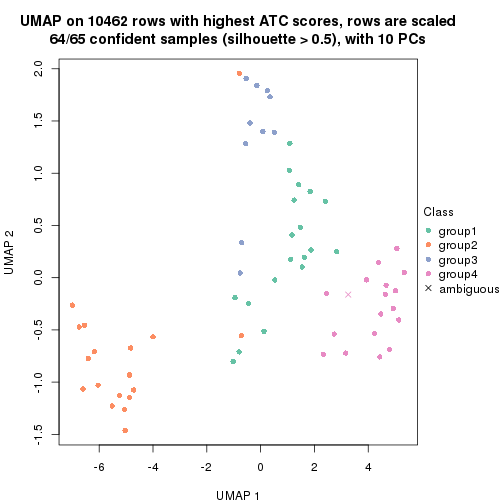 UMAP on 10462 rows with highest ATC scores, rows are scaled
64/65 confident samples (silhouette > 0.5), with 10 PCs
2.0
1.5
1.0
0.5
0.0
-0.5
-1.0
-1.5
UMAP 2
-6
-4
-2
0
2
4
UMAP 1
Class
group1
group2
group3
group4
ambiguous